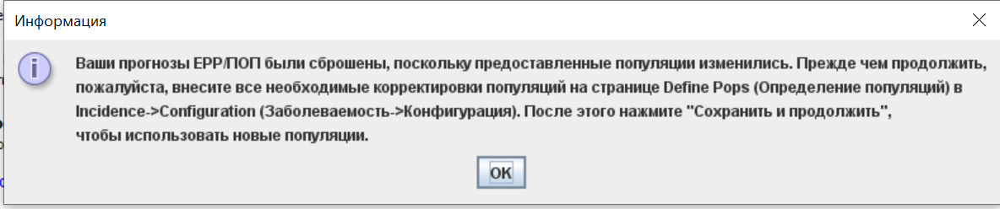 Информация
Ваши прогнозы EPP/ПОП были сброшены, поскольку предоставленные популяции изменились. Прежде чем продолжить,
пожалуйста, внесите все необходимые корректировки популяций на странице Define Pops (Определение популяций) в
Incidence->Configuration (Заболеваемость->Конфигурация). После этого нажмите "Сохранить и продолжить",
чтобы использовать новые популяции.
ОК